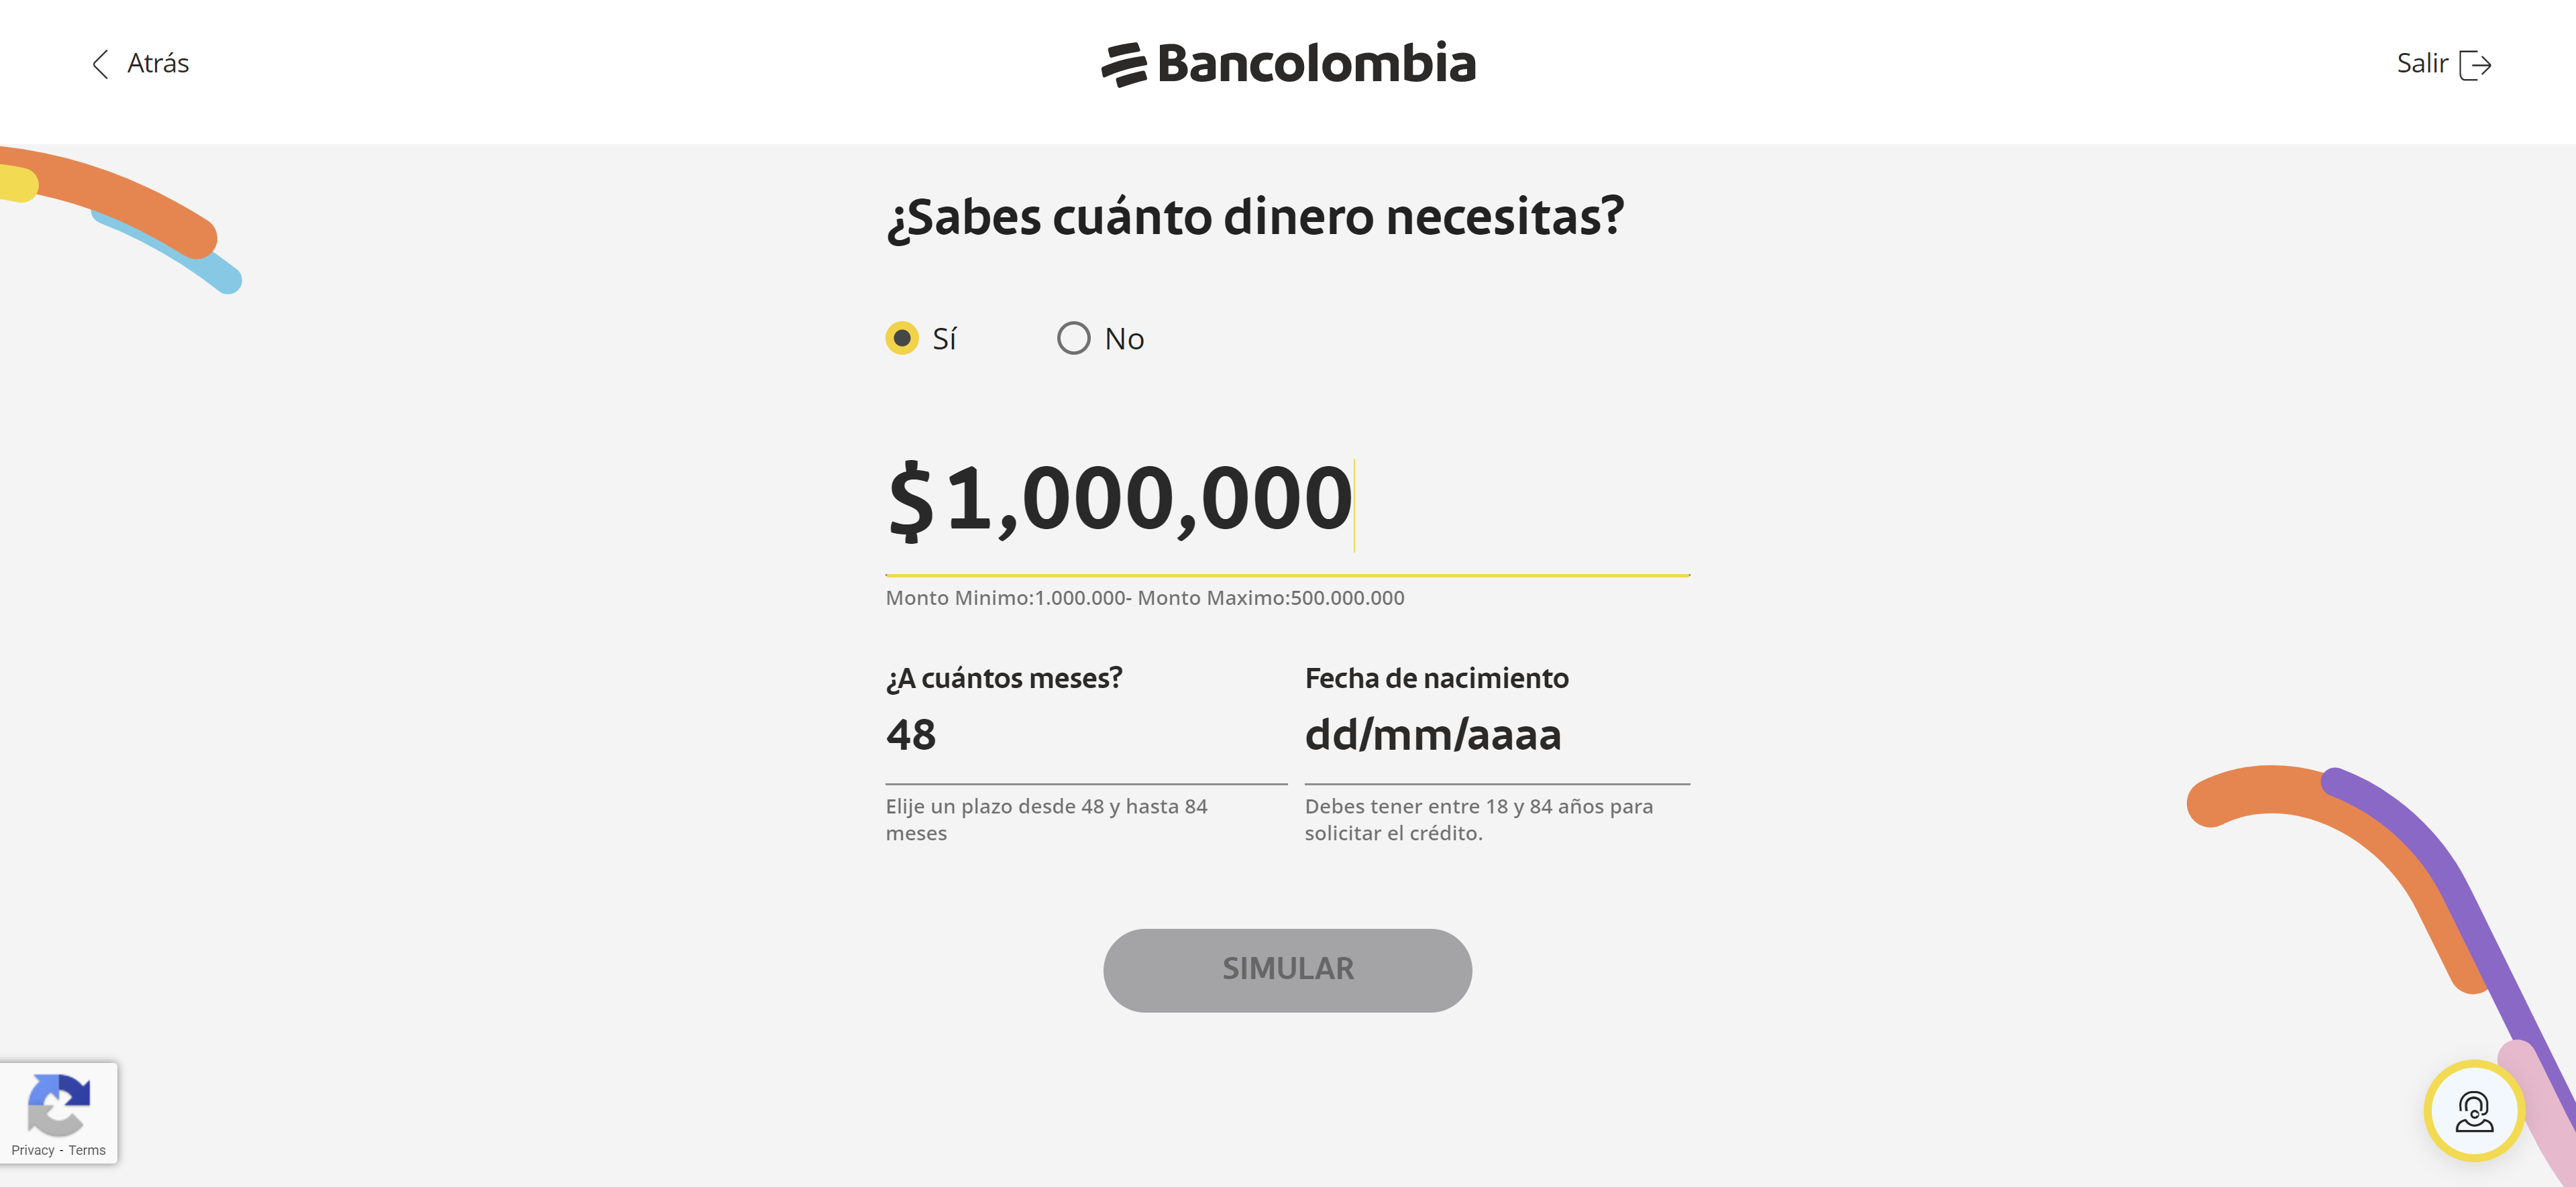 Atrás
Bancolombia
Salir
¿Sabes cuánto dinero necesitas?
Sí
No
$1,000,000
Monto Minimo:1.000.000- Monto Maximo:500.000.000
¿A cuántos meses?
48
Elije un plazo desde 48 y hasta 84
meses
Fecha de nacimiento
dd/mm/aaaa
Debes tener entre 18 y 84 años para
solicitar el crédito.
SIMULAR
Privacy - Terms